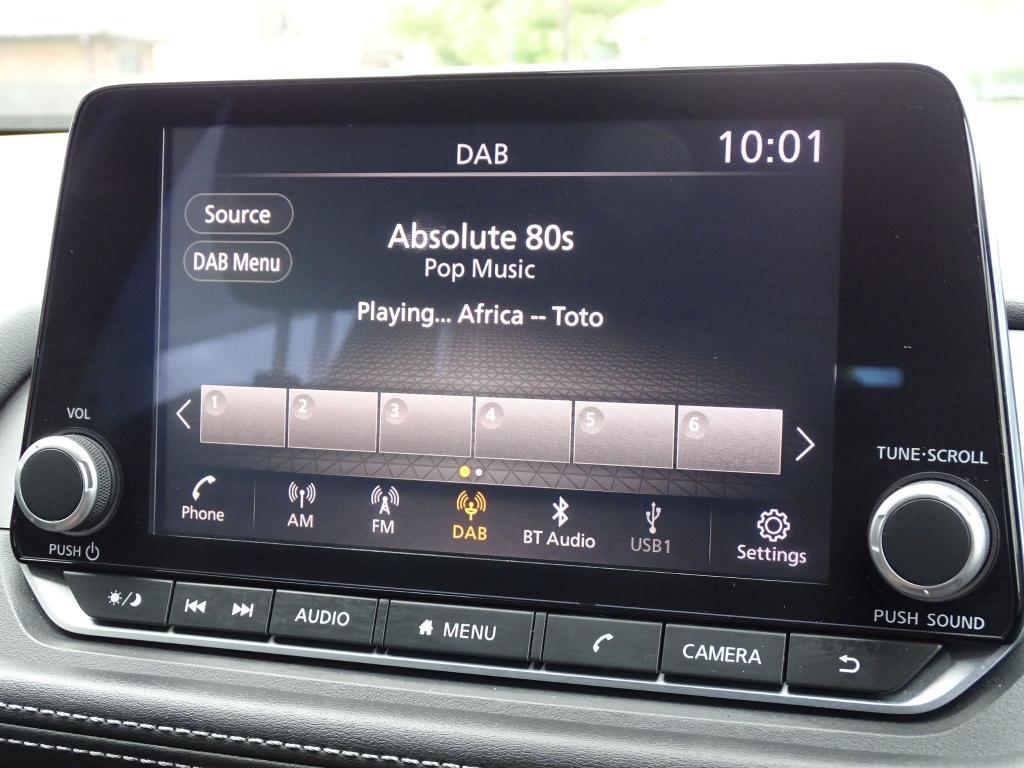 DAB
10:01
Source
Absolute 80s
DAB Menu
Pop Music
Playing... Africa -- Toto
1 2 3 4 5 6
VOL
TUNE·SCROLL
Phone
AM
FM
DAB
BT Audio
USB1
Settings
PUSH
PUSH SOUND
AUDIO
MENU
CAMERA